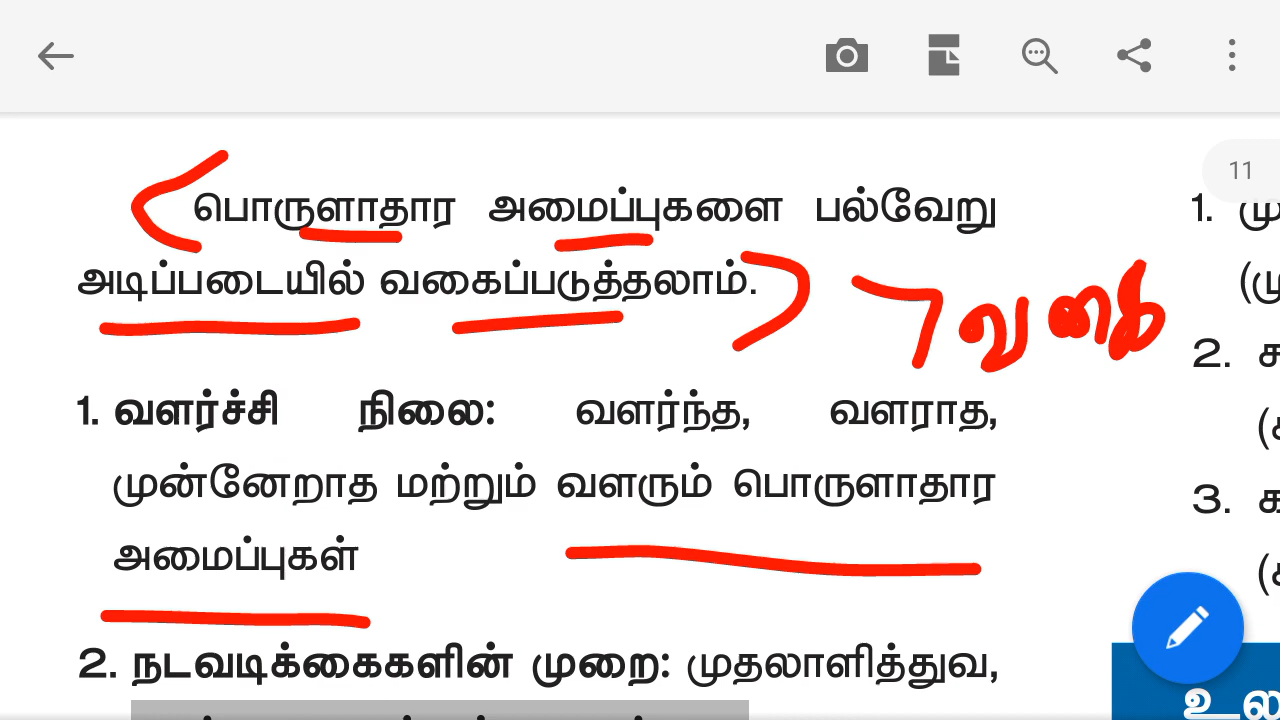 11
பொருளாதார அமைப்புகளை பல்வேறு
அடிப்படையில் வகைப்படுத்தலாம்.
வகை
1. வளர்ச்சி நிலை: வளர்ந்த, வளராத,
முன்னேறாத மற்றும் வளரும் பொருளாதார
அமைப்புகள்
2. நடவடிக்கைகளின் முறை: முதலாளித்துவ,
1.
2.
3.